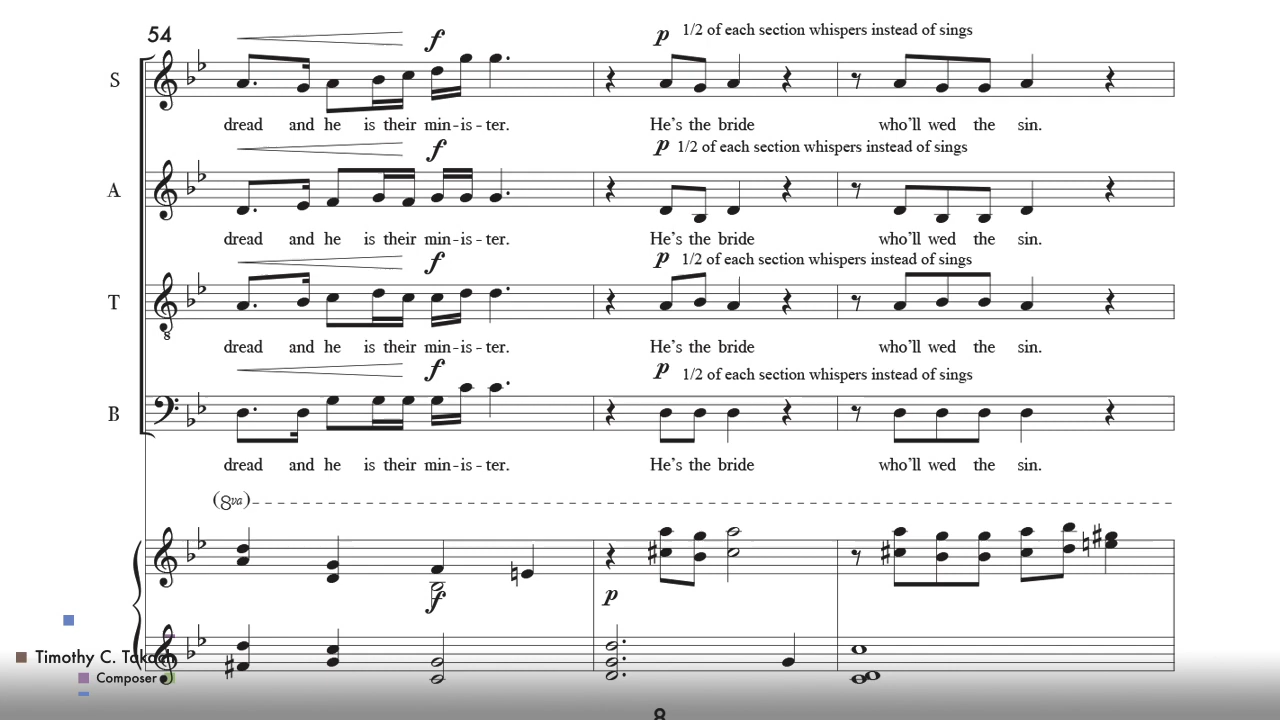 54
f
p 1/2 of each section whispers instead of sings
S
dread and he is their min - is - ter. He's the bride who'll wed the sin.
f
p 1/2 of each section whispers instead of sings
A
dread and he is their min - is - ter. He's the bride who'll wed the sin.
f
p 1/2 of each section whispers instead of sings
T
8
dread and he is their min - is - ter. He's the bride who'll wed the sin.
f
p 1/2 of each section whispers instead of sings
B
dread and he is their min - is - ter. He's the bride who'll wed the sin.
(8va)
f
p
Timothy C.
Composer
8